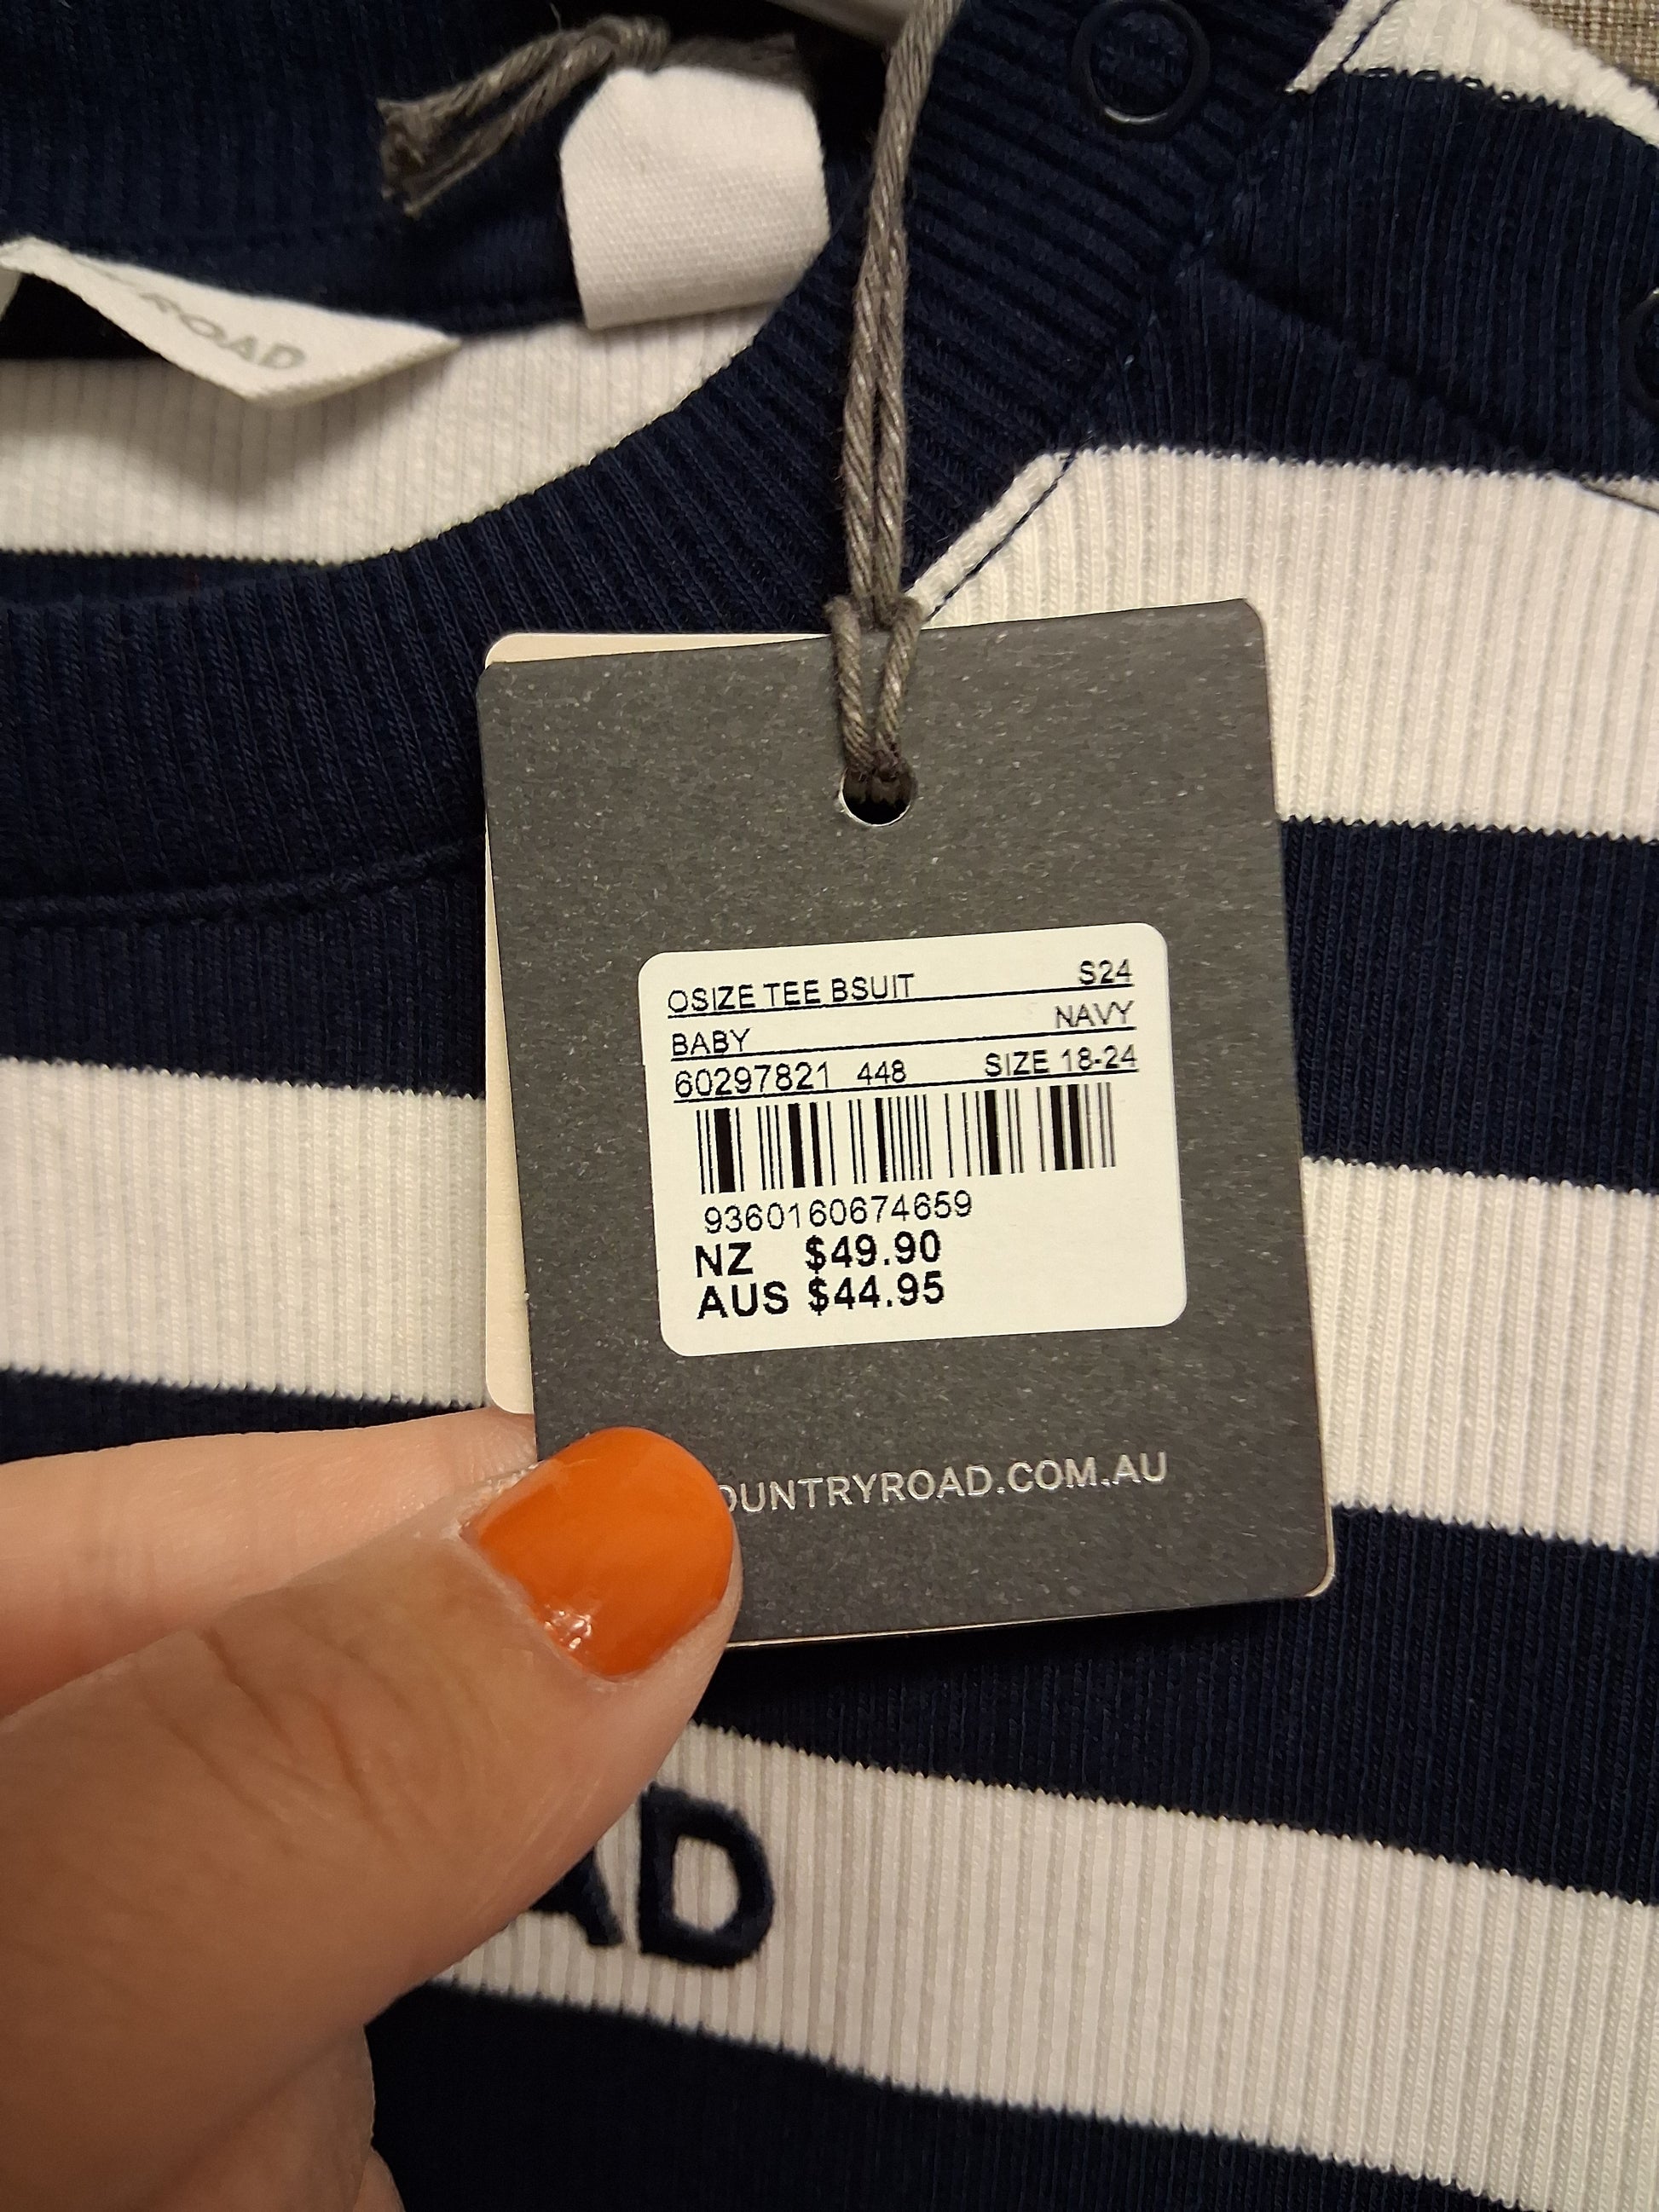 ROAD
OSIZE TEE BSUIT S24
BABY NAVY
60297821 448 SIZE 18-24
9360160674659
NZ $49.90
AUS $44.95
OUNTRYROAD.COM.AU
AD